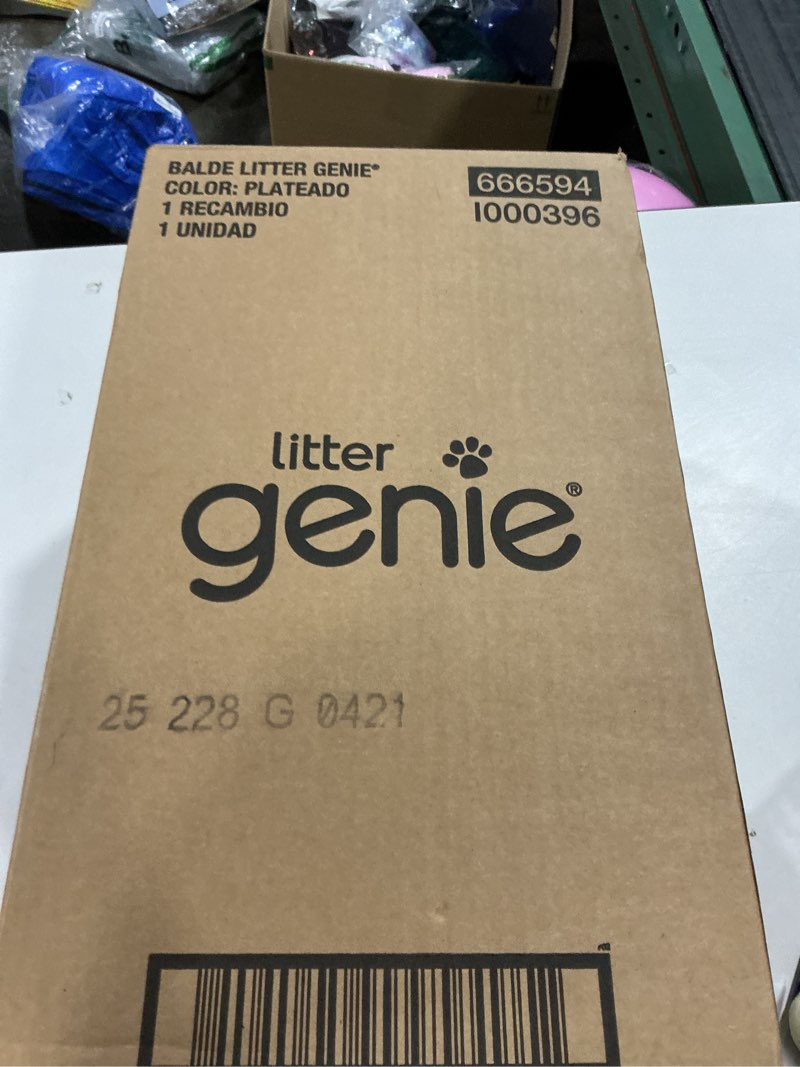 BALDE LITTER GENIE®
COLOR: PLATEADO
1 RECAMBIO
1 UNIDAD
666594
I000396
litter
genie®
25 228 G 0421